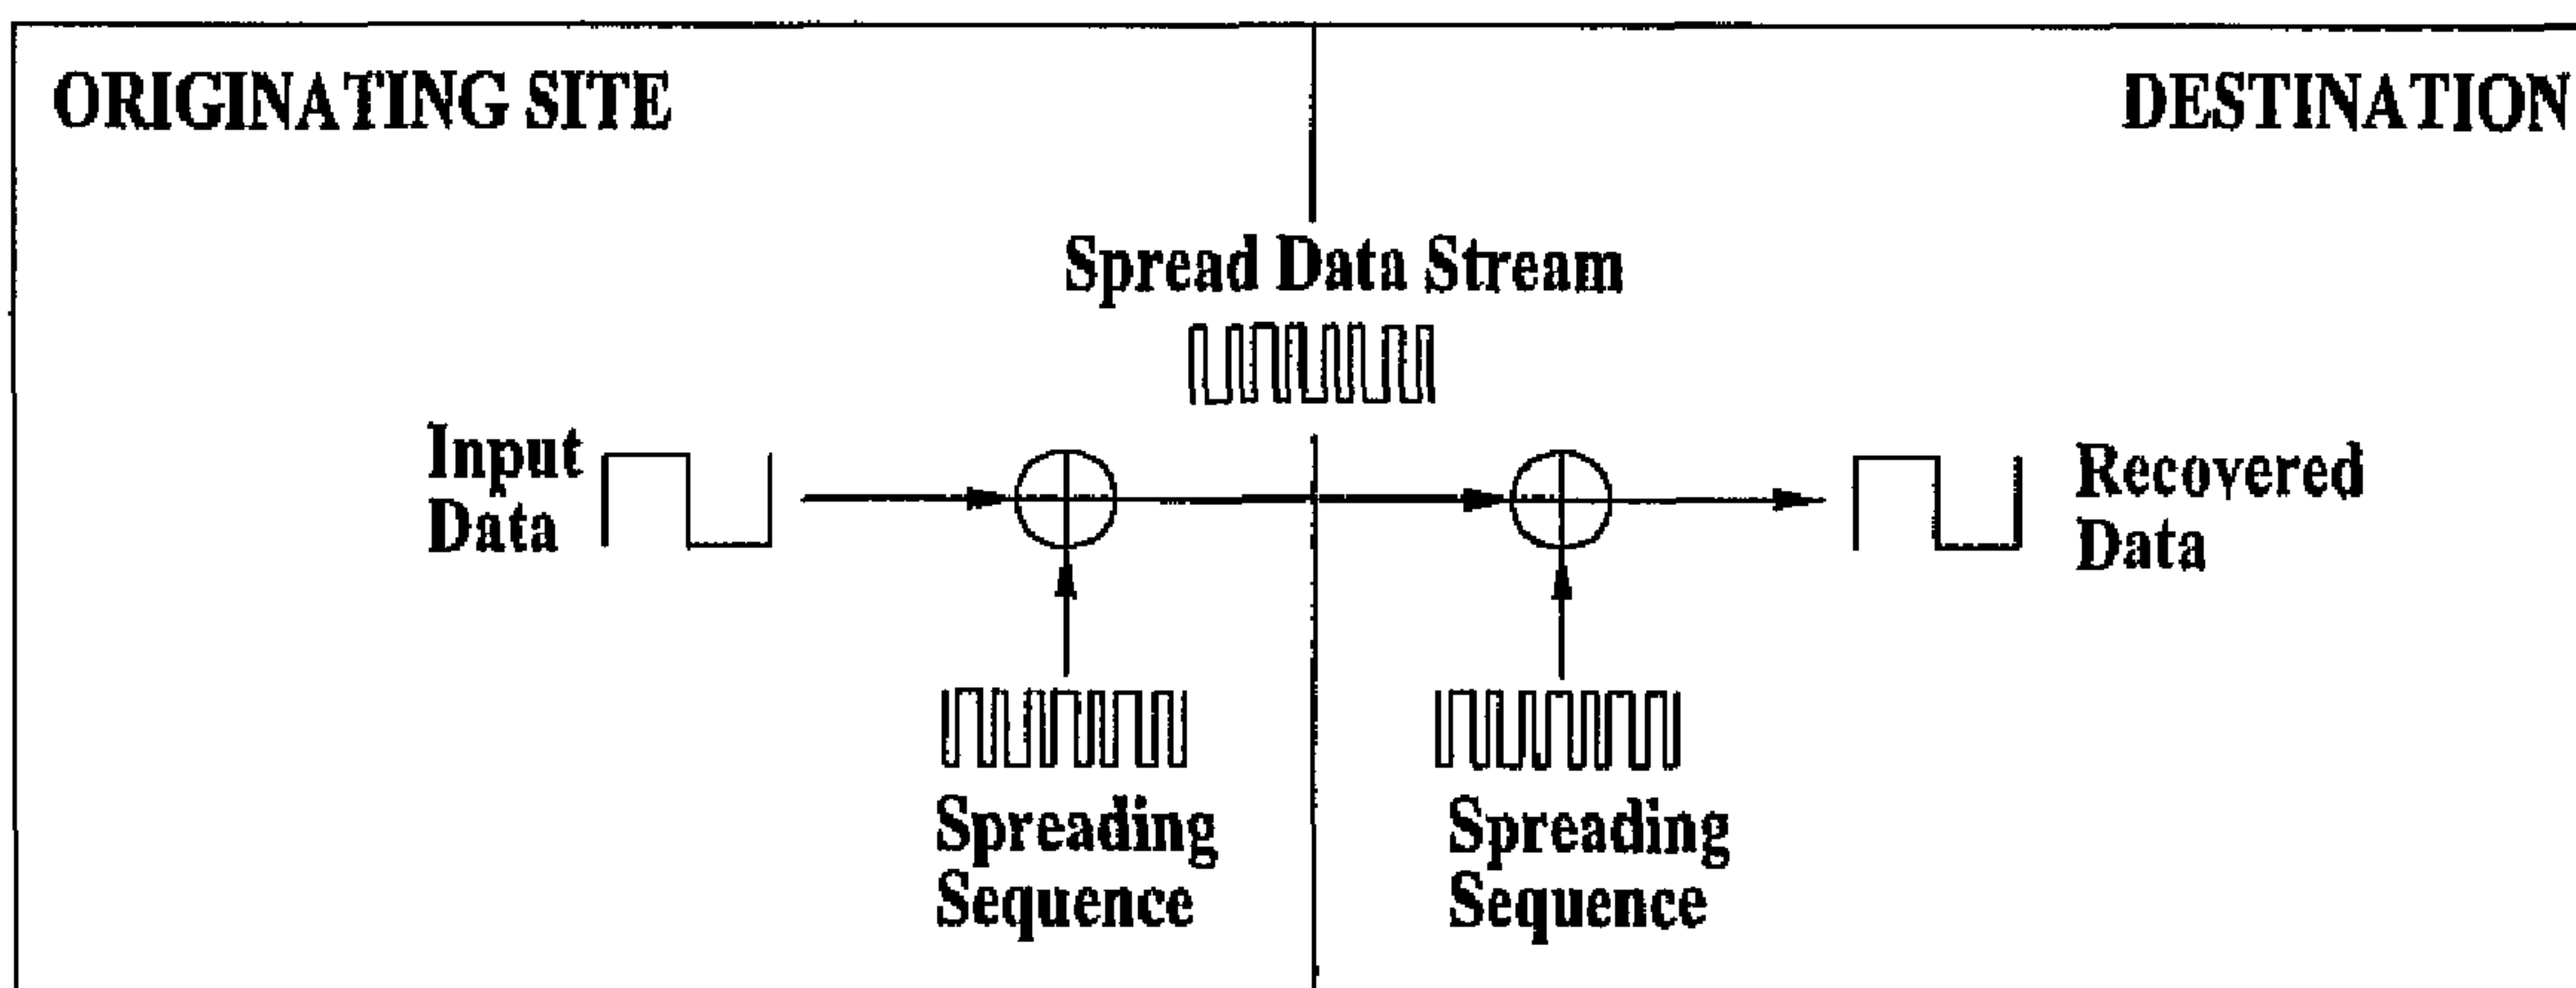 ORIGINATING SITE
DESTINATION
Spread Data Stream
Input
Data
Recovered
Data
Spreading
Sequence
Spreading
Sequence